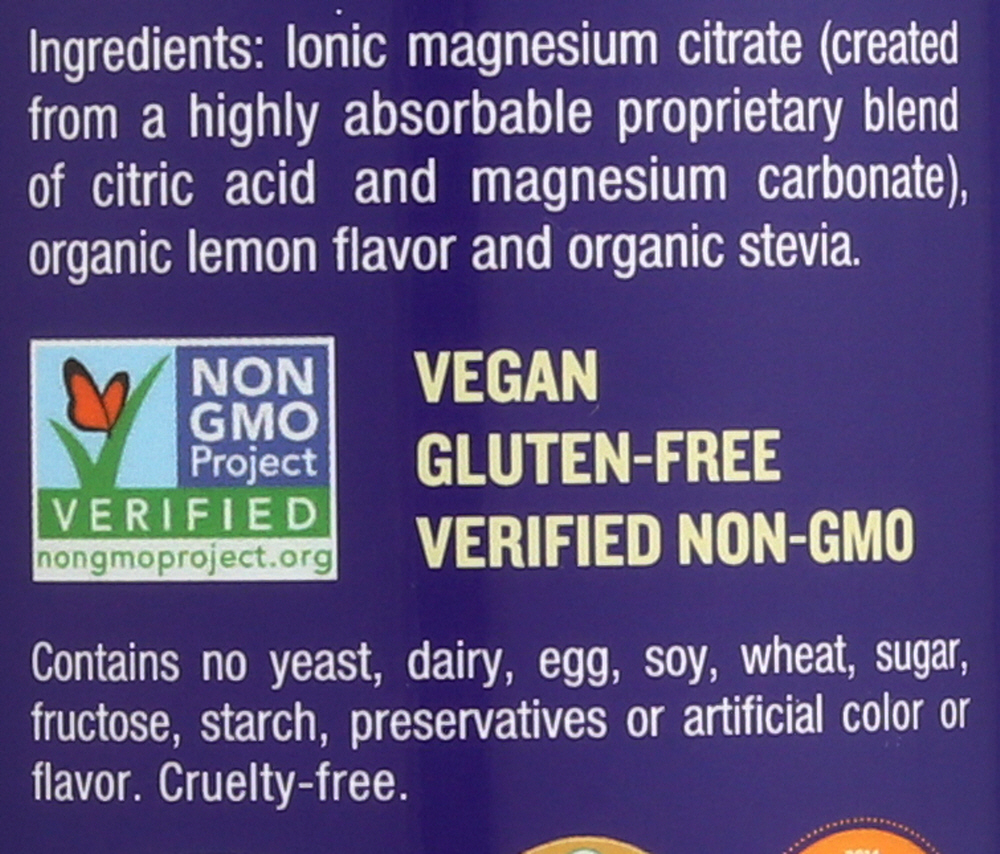 Ingredients: Ionic magnesium citrate (created
from a highly absorbable proprietary blend
of citric acid and magnesium carbonate),
organic lemon flavor and organic stevia.
NON
GMO
Project
VERIFIED
nongmoproject.org
VEGAN
GLUTEN-FREE
VERIFIED NON-GMO
Contains no yeast, dairy, egg, soy, wheat, sugar,
fructose, starch, preservatives or artificial color or
flavor. Cruelty-free.